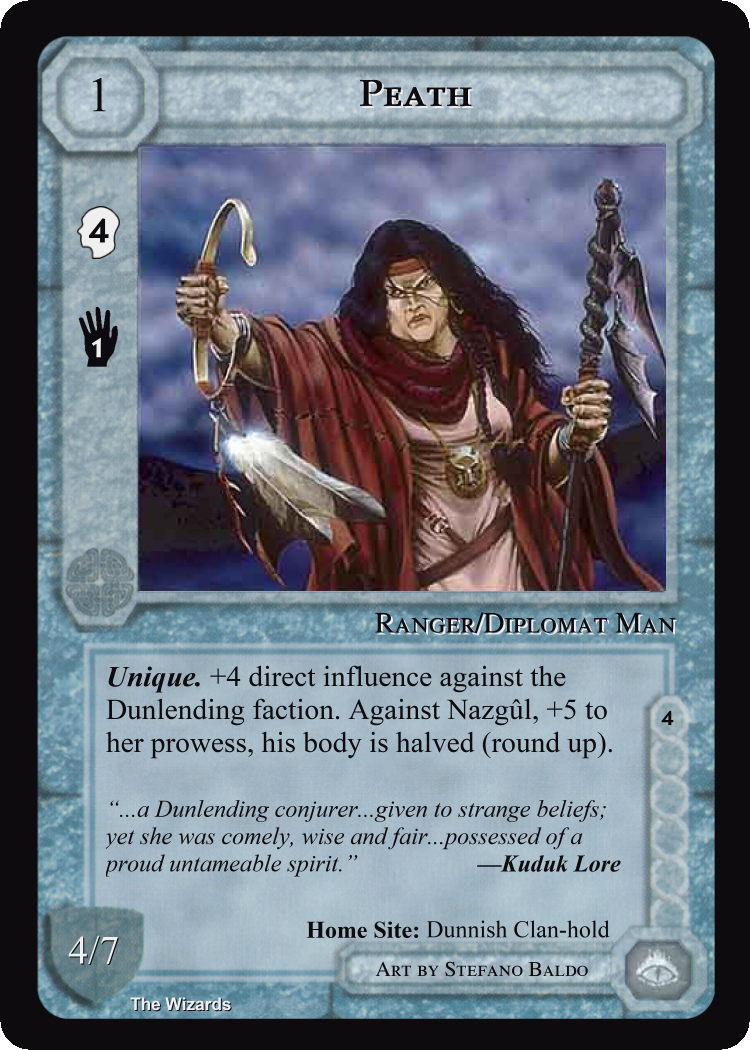 1
PEATH
4
1
RANGER/DIPLOMAT MAN
Unique. +4 direct influence against the
Dunlending faction. Against Nazgûl, +5 to
her prowess, his body is halved (round up).
4
“...a Dunlending conjurer...given to strange beliefs;
yet she was comely, wise and fair...possessed of a
proud untameable spirit.” —Kuduk Lore
Home Site: Dunnish Clan-hold
4/7
ART BY STEFANO BALDO
The Wizards